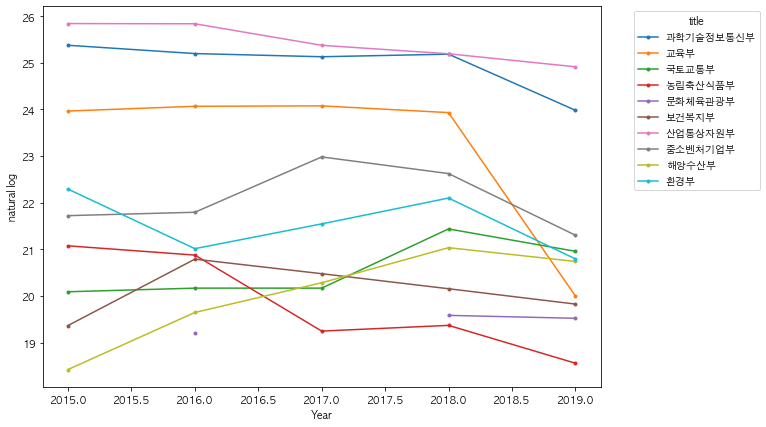 26
25
24
23
22
21
20
19
natural log
2015.0 2015.5 2016.0 2016.5 2017.0 2017.5 2018.0 2018.5 2019.0
Year
title
과학기술정보통신부
교육부
국토교통부
농림축산식품부
문화체육관광부
보건복지부
산업통상자원부
중소벤처기업부
해양수산부
환경부